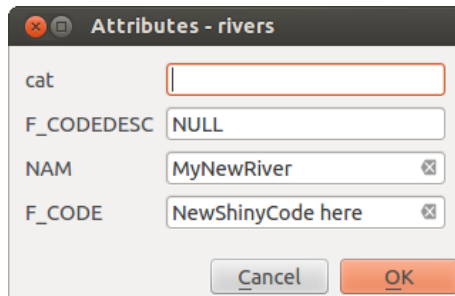 Attributes - rivers
cat
F_CODEDESC NULL
NAM MyNewRiver
F_CODE NewShinyCode here
Cancel OK